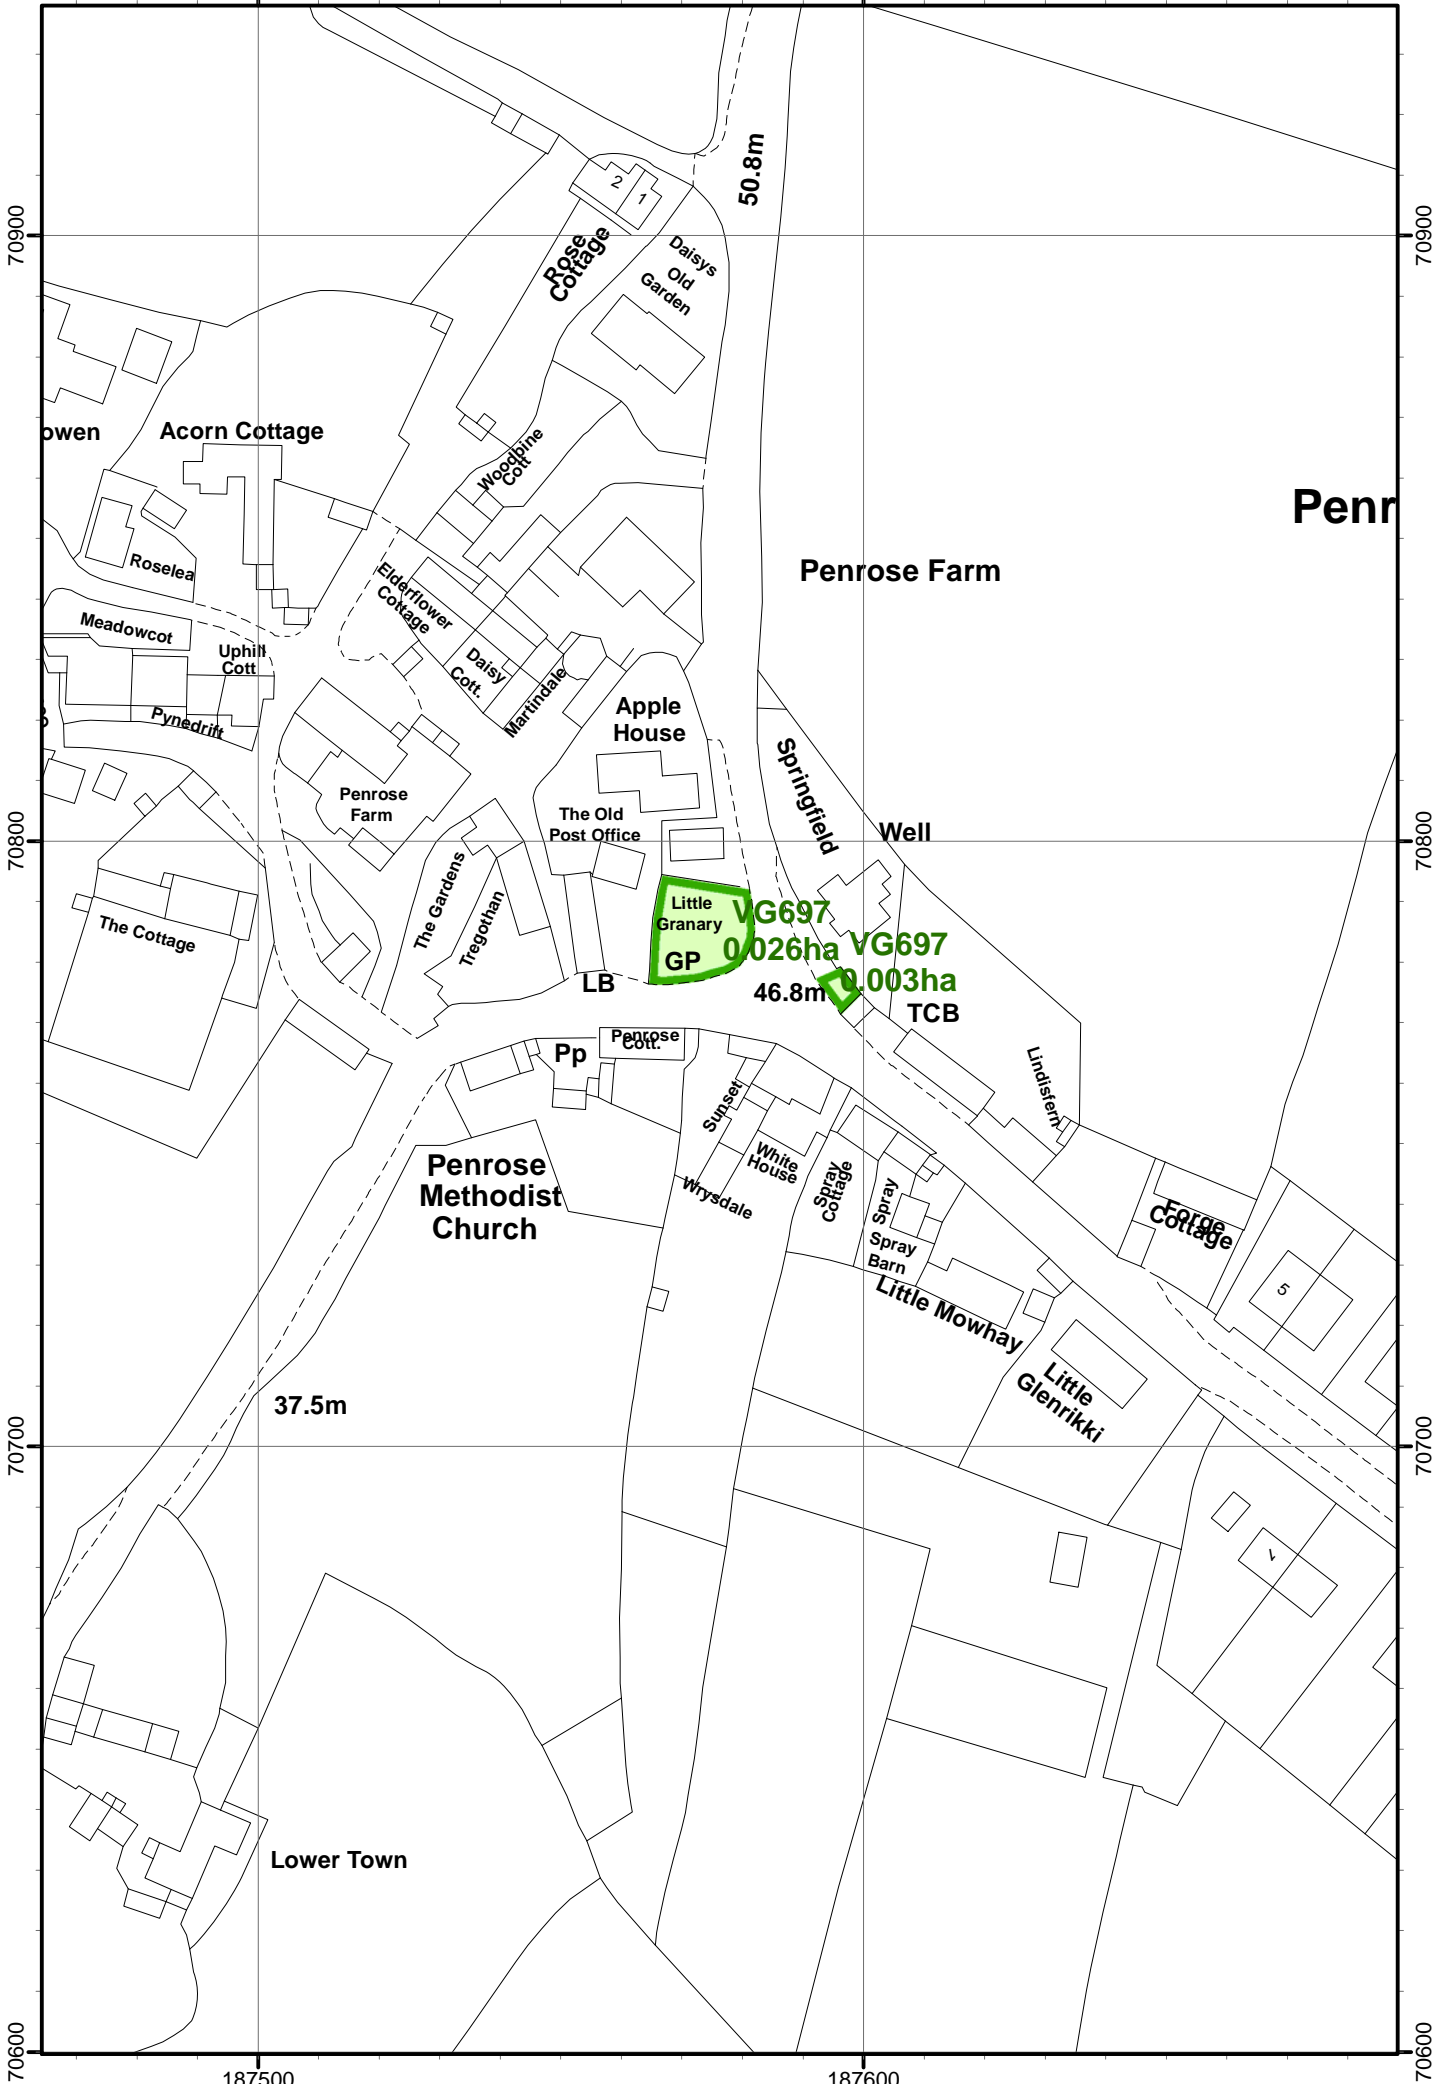 50.8m
2
1
70900
70900
Rose
Cottage
Daisys
Old
Garden
owen
Acorn Cottage
Woodbine
Cott
Penr
Roselea
Elderflower
Cottage
Penrose Farm
Meadowcot
Uphill
Cott
Daisy
Cott.
Martindale
Pynedrift
Apple
House
Springfield
Penrose
Farm
The Old
Post Office
Well
70800
70800
The Gardens
Tregothan
The Cottage
Little
Granary
GP
VG697
0.026ha
VG697
0.003ha
LB
46.8m
TCB
Pp
Penrose
Cott.
Lindisfern
Sunset
White
House
Wrysdale
Spray
Cottage
Spray
Spray
Barn
Penrose
Methodist
Church
Forge
Cottage
5
Little Mowhay
Little
Glenrikki
37.5m
70700
70700
Lower Town
70600
70600
187500
187600